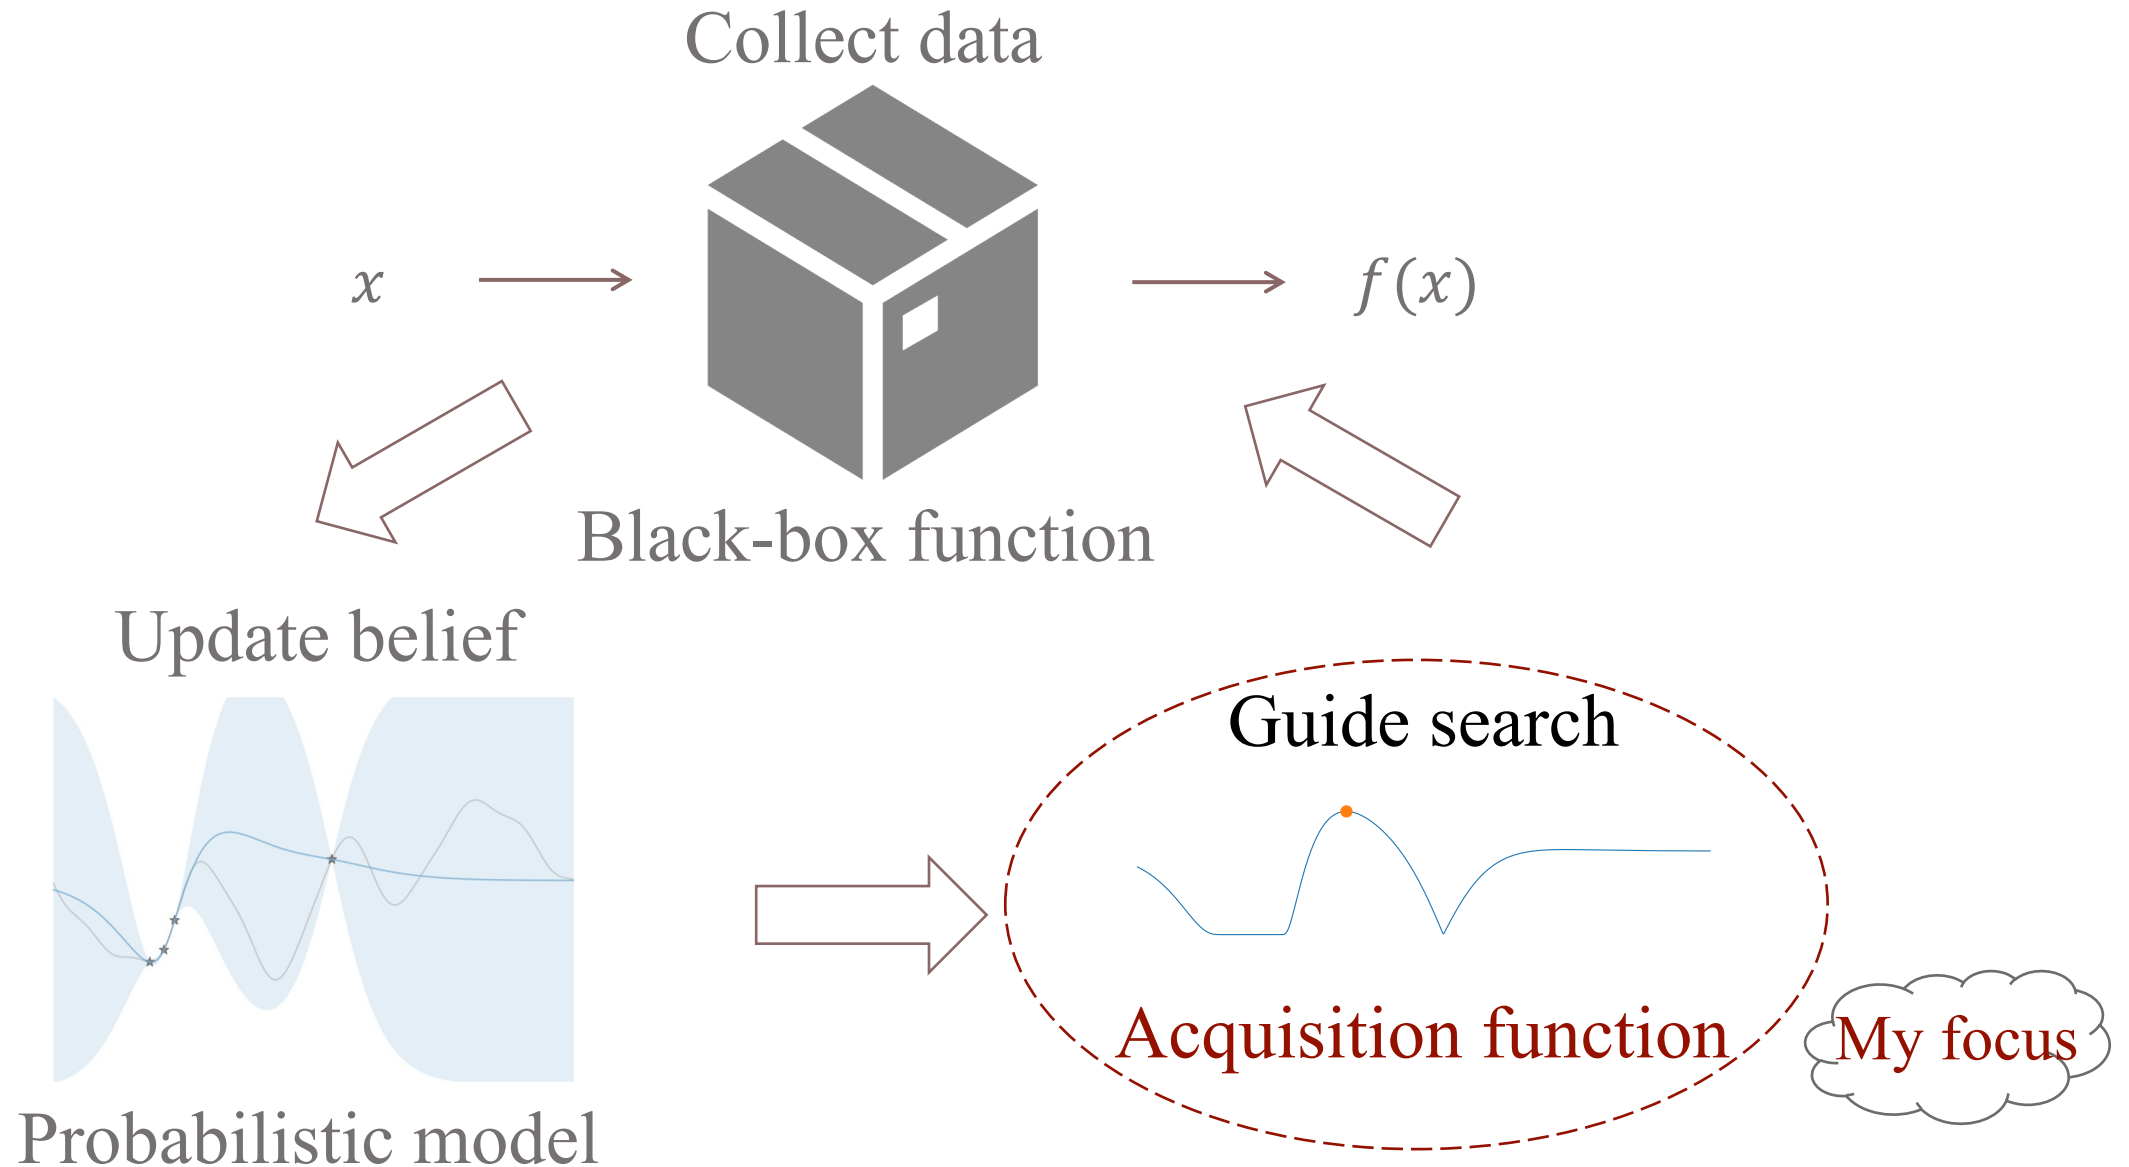 Collect data
x
f(x)
Black-box function
Update belief
Probabilistic model
Guide search
Acquisition function
My focus